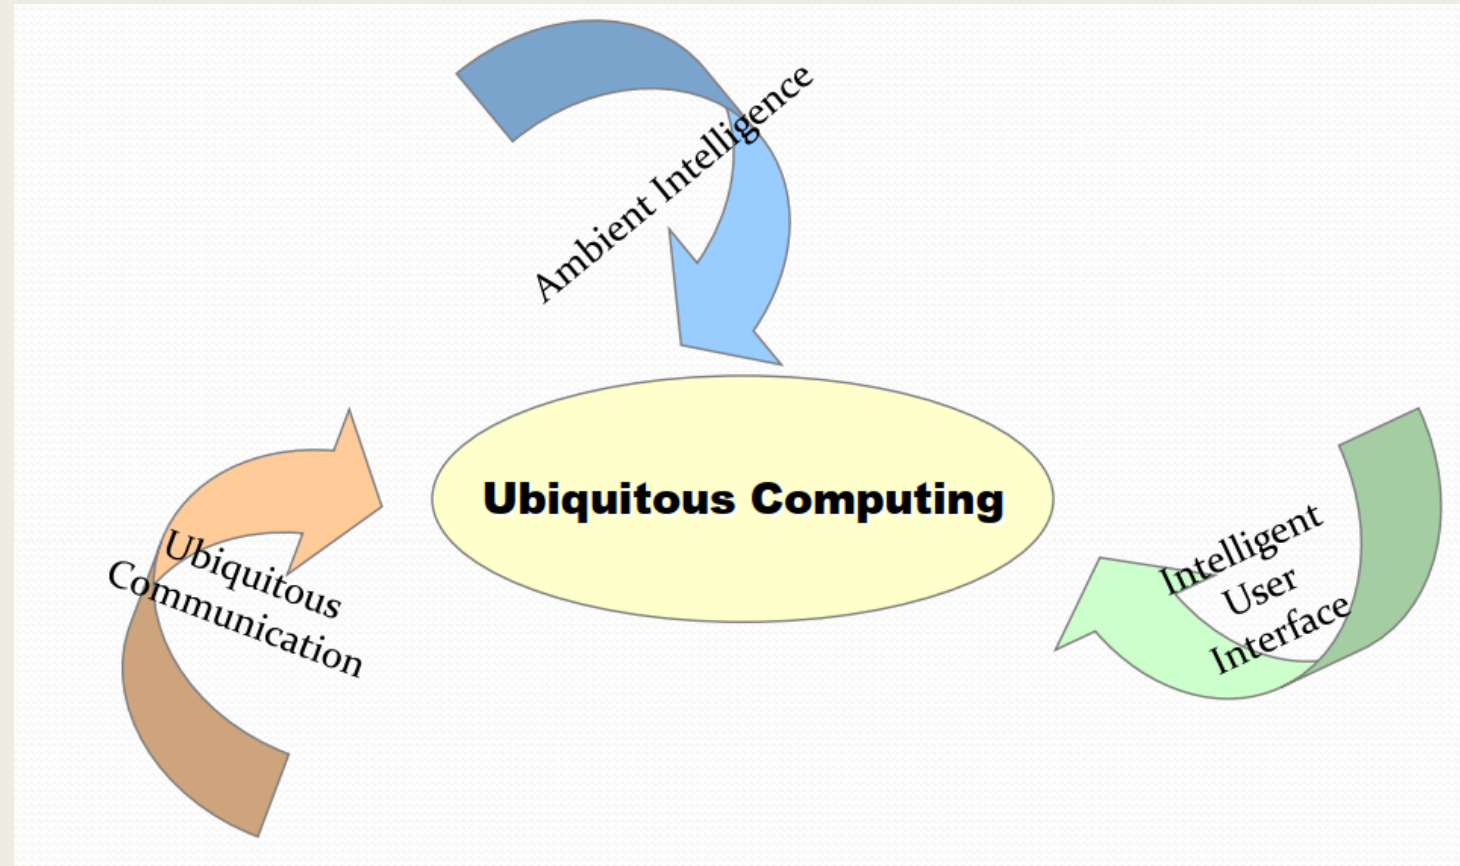 Ambient Intelligence
Ubiquitous Computing
Ubiquitous
Communication
Intelligent
User
Interface